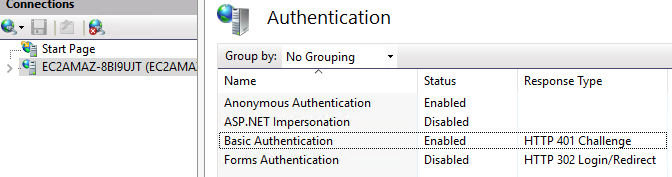 Connections
Start Page
EC2AMAZ-8BI9UJT (EC2AMA
Authentication
Group by: No Grouping
Name Status Response Type
Anonymous Authentication Enabled
ASP.NET Impersonation Disabled
Basic Authentication Enabled HTTP 401 Challenge
Forms Authentication Disabled HTTP 302 Login/Redirect